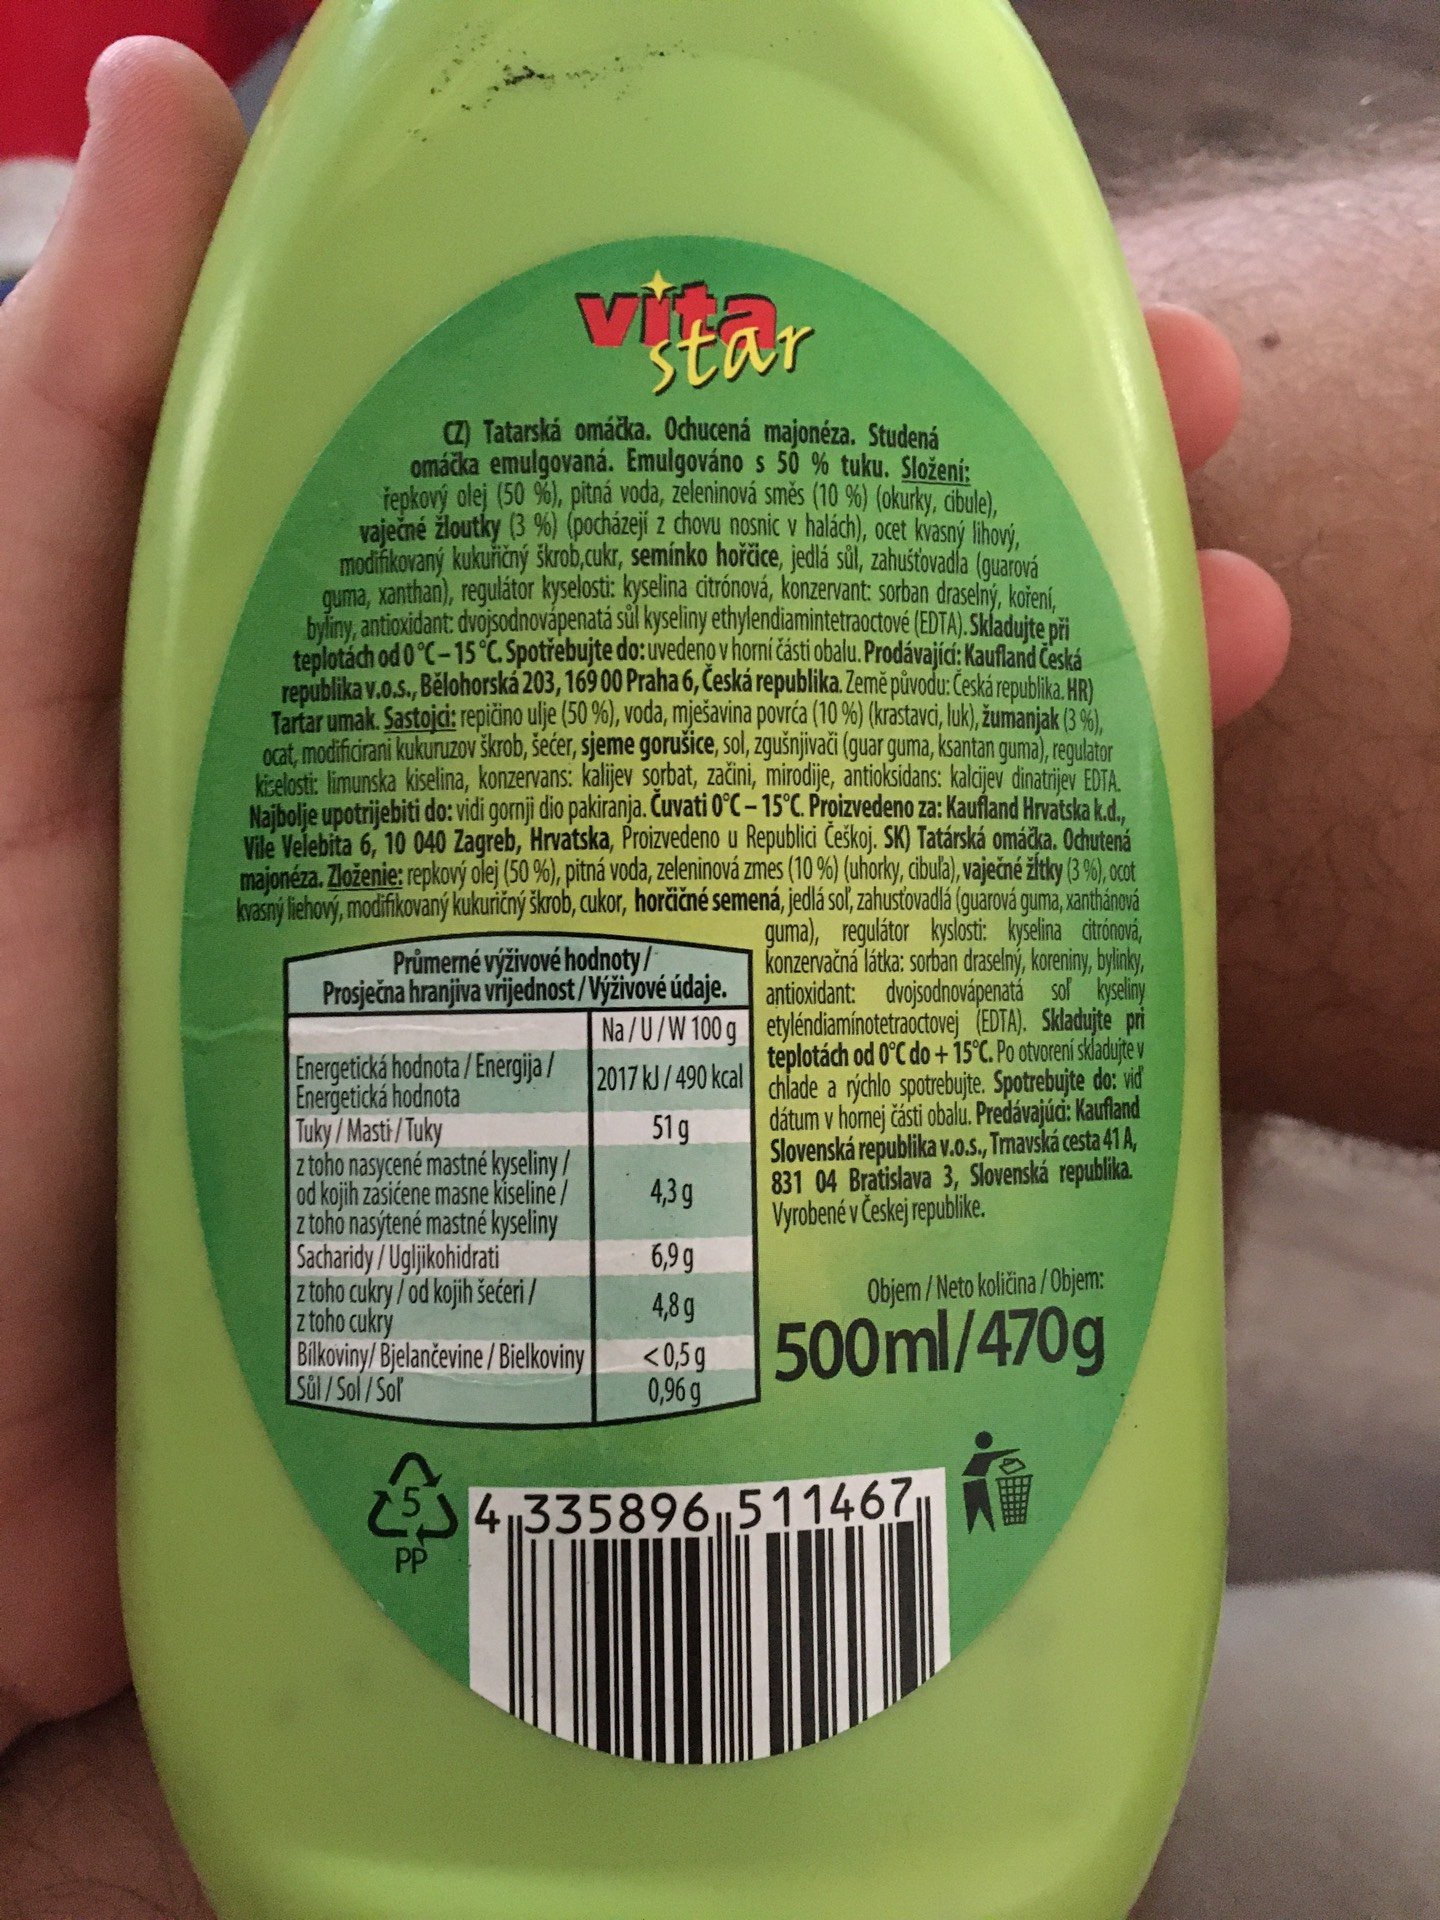 vita
star
CZ) Tatarská omáčka. Ochucená majonéza. Studená
omáčka emulgovaná. Emulgováno s 50 % tuku. Složení:
řepkový olej (50 %), pitná voda, zeleninová směs (10 %) (okurky, cibule),
vaječné žloutky (3 %) (pocházejí z chovu nosnic v halách), ocet kvasný lihový,
modifikovaný kukuřičný škrob,cukr, semínko hořčice, jedlá sůl, zahušťovadla (guarová
guma, xanthan), regulátor kyselosti: kyselina citrónová, konzervant: sorban draselný, koření,
byliny, antioxidant: dvojsodnovápenatá sůl kyseliny ethylendiamintetraoctové (EDTA). Skladujte při
teplotách od 0 °C – 15 °C. Spotřebujte do: uvedeno v horní části obalu. Prodávající: Kaufland Česká
republika v.o.s., Bělohorská 203, 169 00 Praha 6, Česká republika. Země původu: Česká republika. HR)
Tartar umak. Sastojci: repičino ulje (50 %), voda, mješavina povrća (10 %) (krastavci, luk), žumanjak (3 %),
ocat, modificirani kukuruzov škrob, šećer, sjeme gorušice, sol, zgušnjivači (guar guma, ksantan guma), regulator
kiselosti: limunska kiselina, konzervans: kalijev sorbat, začini, mirodije, antioksidans: kalcijev dinatrijev EDTA.
Najbolje upotrijebiti do: vidi gornji dio pakiranja. Čuvati 0°C – 15°C. Proizvedeno za: Kaufland Hrvatska k.d.,
Vile Velebita 6, 10 040 Zagreb, Hrvatska, Proizvedeno u Republici Češkoj. SK) Tatárská omáčka. Ochutená
majonéza. Zloženie: repkový olej (50 %), pitná voda, zeleninová zmes (10 %) (uhorky, cibuľa), vaječné žĺtky (3 %), ocot
kvasný liehový, modifikovaný kukuričný škrob, cukor, horčičné semená, jedlá soľ, zahusťovadlá (guarová guma, xanthánová
guma), regulátor kyslosti: kyselina citrónová,
konzervačná látka: sorban draselný, koreniny, bylinky,
antioxidant: dvojsodnovápenatá soľ kyseliny
etyléndiamínotetraoctovej (EDTA). Skladujte pri
teplotách od 0°C do + 15°C. Po otvorení skladujte v
chlade a rýchlo spotrebujte. Spotrebujte do: viď
dátum v hornej části obalu. Predávajúci: Kaufland
Slovenská republika v.o.s., Trnavská cesta 41 A,
831 04 Bratislava 3, Slovenská republika.
Vyrobené v Českej republike.
Průmerné výživové hodnoty /
Prosječna hranjiva vrijednost / Výživové údaje.
Na / U / W 100 g
Energetická hodnota / Energija /
Energetická hodnota
2017 kJ / 490 kcal
Tuky / Masti / Tuky
51 g
z toho nasycené mastné kyseliny /
od kojih zasićene masne kiseline /
z toho nasýtené mastné kyseliny
4,3 g
Sacharidy / Ugljikohidrati
6,9 g
z toho cukry / od kojih šećeri /
z toho cukry
4,8 g
Bílkoviny/ Bjelančevine / Bielkoviny
< 0,5 g
Sůl / Sol / Soľ
0,96 g
Objem / Neto količina / Objem:
500ml/470g
5
PP
4 335896 511467